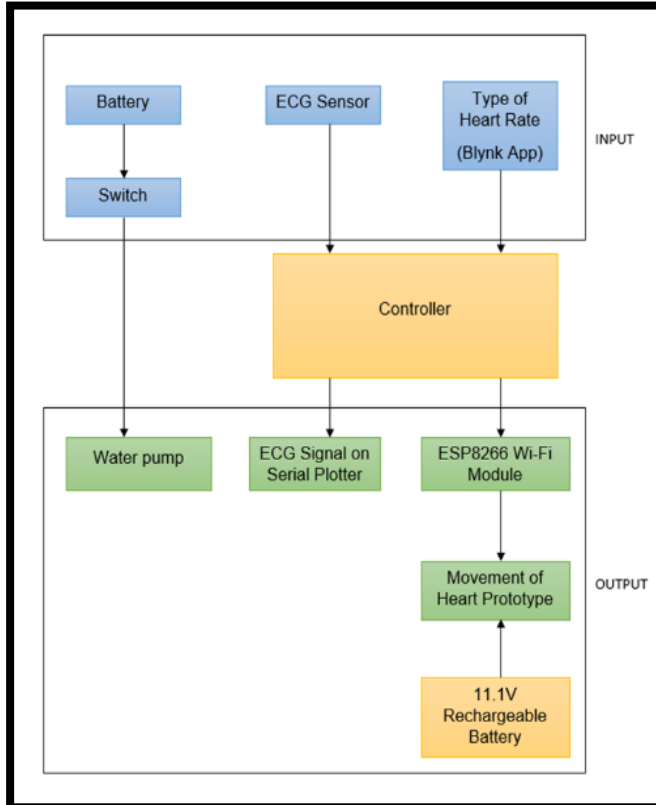 Battery
ECG Sensor
Type of
Heart Rate
(Blynk App)
INPUT
Switch
Controller
Water pump
ECG Signal on
Serial Plotter
ESP8266 Wi-Fi
Module
Movement of
Heart Prototype
OUTPUT
11.1V
Rechargeable
Battery